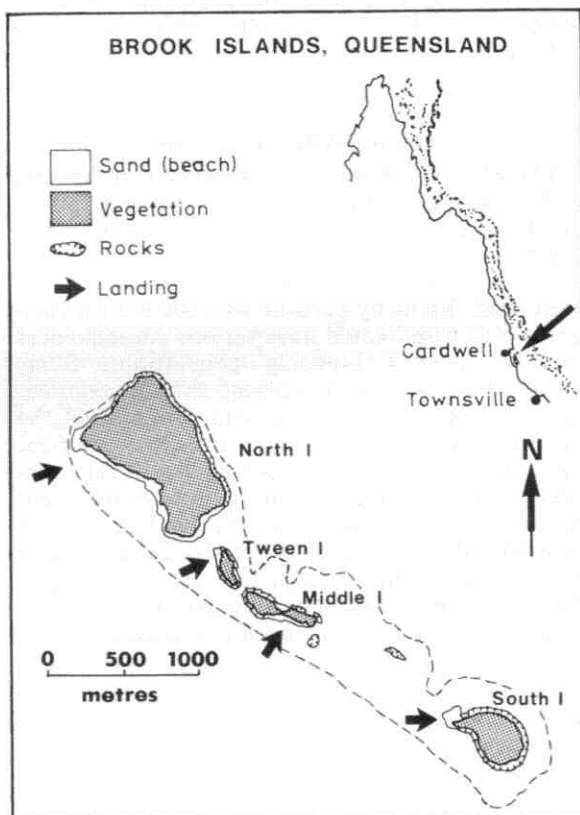 BROOK ISLANDS, QUEENSLAND
Sand (beach)
Vegetation
Rocks
Landing
Cardwell
Townsville
N
North I
Tween I
Middle I
0 500 1000
metres
South I